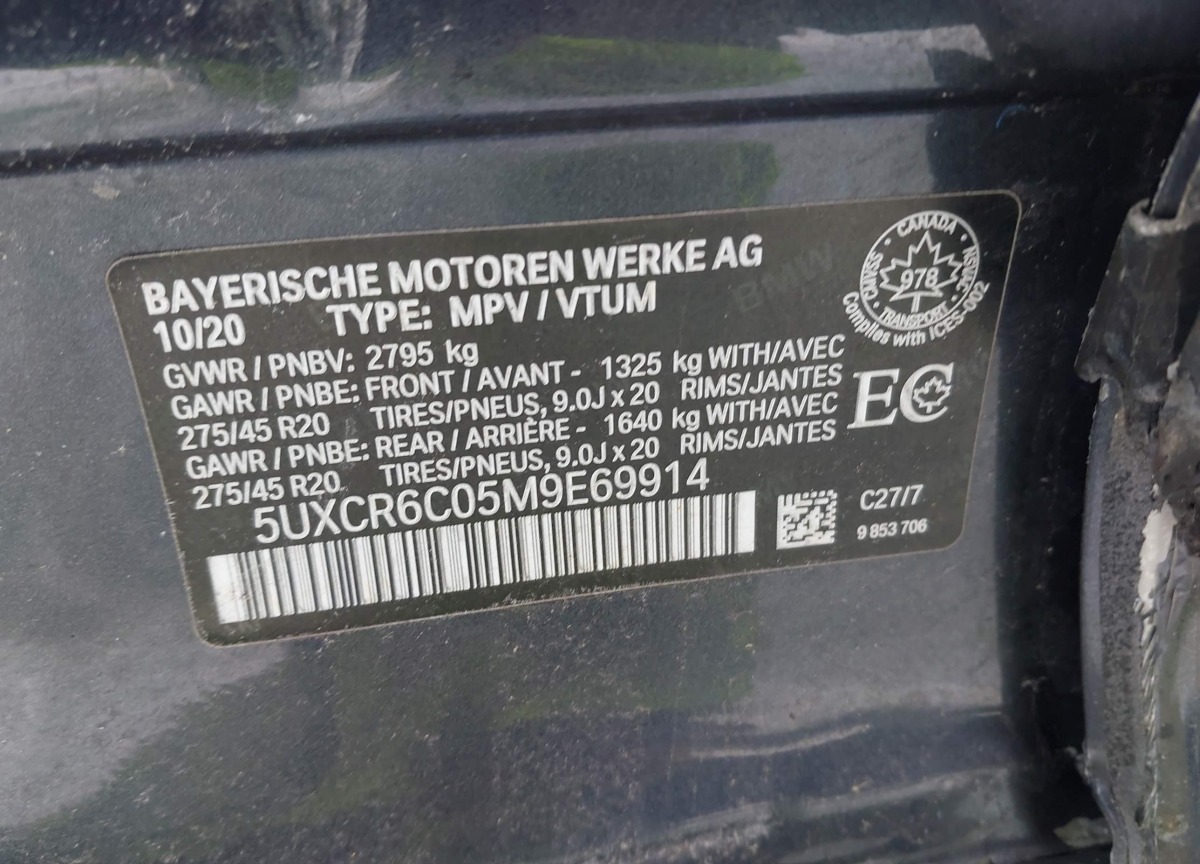 BAYERISCHE MOTOREN WERKE AG
10/20 TYPE: MPV / VTUM
GVWR / PNBV: 2795 kg
GAWR / PNBE: FRONT / AVANT - 1325 kg WITH/AVEC
275/45 R20 TIRES/PNEUS, 9.0J x 20 RIMS/JANTES
GAWR / PNBE: REAR / ARRIÈRE - 1640 kg WITH/AVEC
275/45 R20 TIRES/PNEUS, 9.0J x 20 RIMS/JANTES
5UXCR6C05M9E69914
CANADA
978
TRANSPORT
Complies with ICES-002
EC
C27/7
9 853 706
BMW